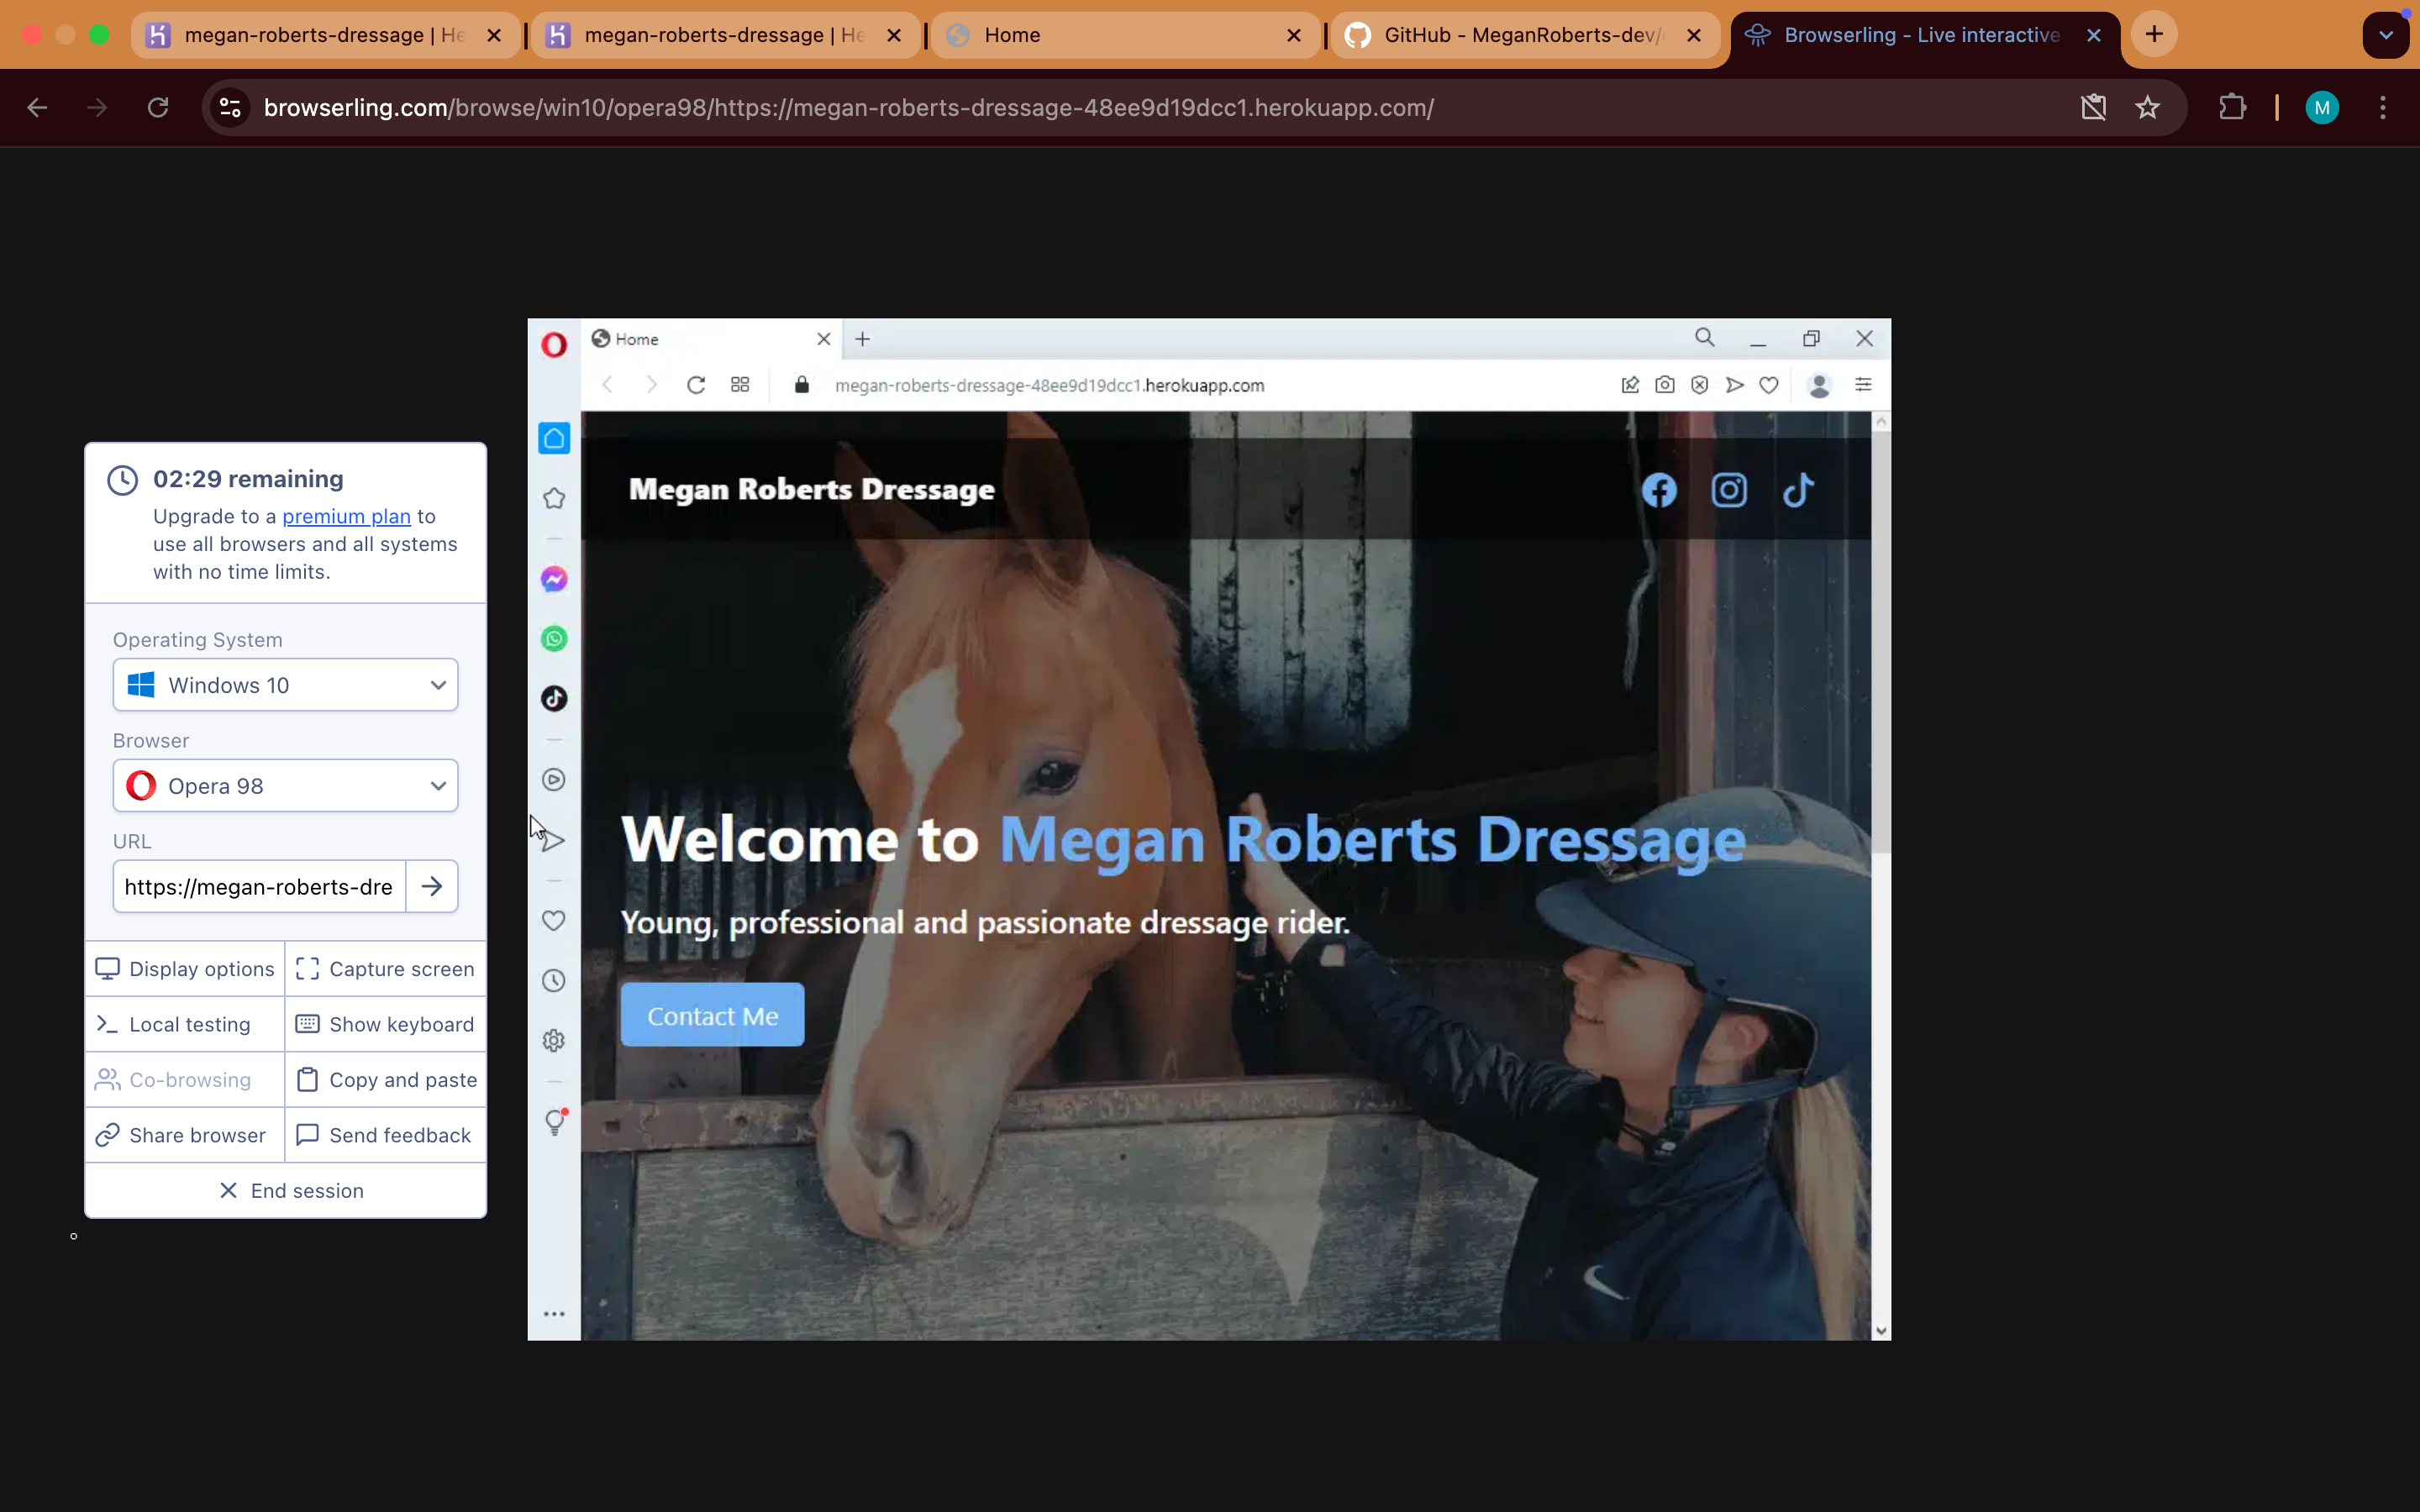 megan-roberts-dressage | He
megan-roberts-dressage | He
Home
GitHub - MeganRoberts-dev/
Browserling - Live interactive
browserling.com/browse/win10/opera98/https://megan-roberts-dressage-48ee9d19dcc1.herokuapp.com/
M
Home
megan-roberts-dressage-48ee9d19dcc1.herokuapp.com
Megan Roberts Dressage
Welcome to Megan Roberts Dressage
Young, professional and passionate dressage rider.
Contact Me
02:29 remaining
Upgrade to a premium plan to
use all browsers and all systems
with no time limits.
Operating System
Windows 10
Browser
Opera 98
URL
https://megan-roberts-dre
Display options
Capture screen
Local testing
Show keyboard
Co-browsing
Copy and paste
Share browser
Send feedback
End session